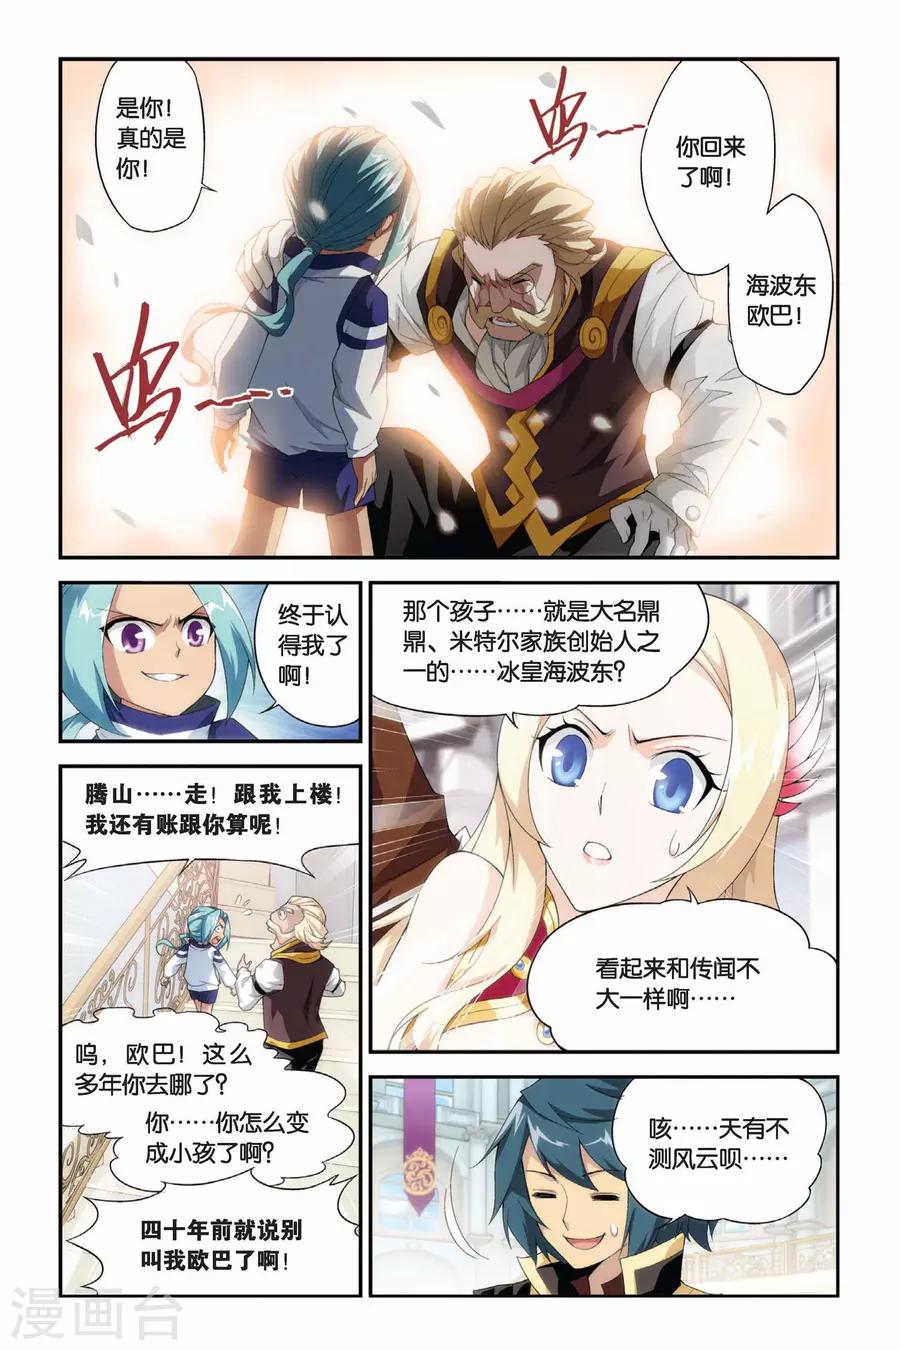 是你！
真的是
你！
呜……
你回来
了啊！
海波东
欧巴！
呜……
终于认
得我了
啊！
那个孩子……就是大名鼎
鼎、米特尔家族创始人之
一的……冰皇海波东？
看起来和传闻不
大一样啊……
腾山……走！跟我上楼！
我还有账跟你算呢！
呜，欧巴！这么
多年你去哪了？
你……你怎么变
成小孩了啊？
四十年前就说别
叫我欧巴了啊！
咳……天有不
测风云呗……
漫画台